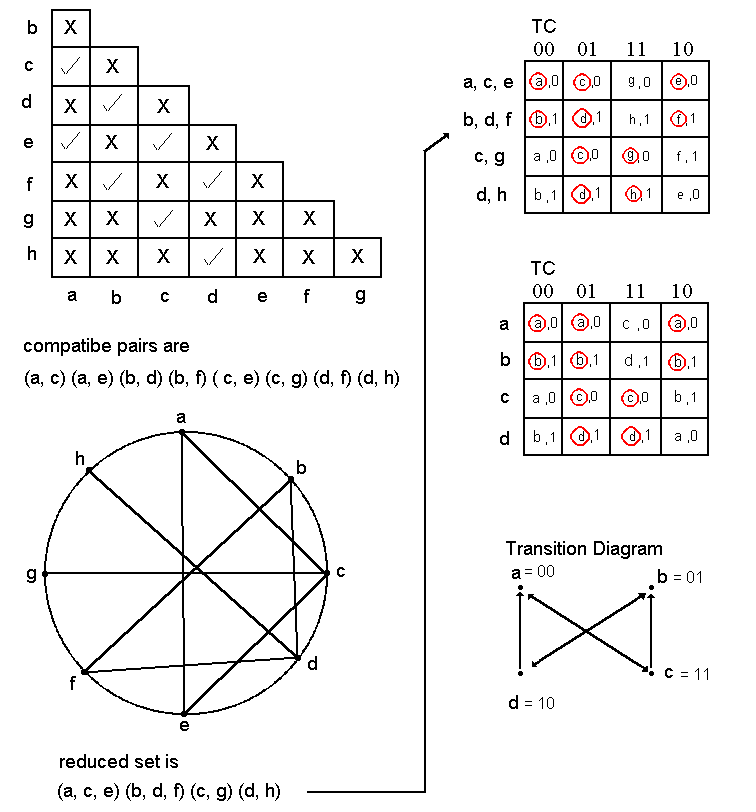 b X
c ✓ X
d X ✓ X
e ✓ X ✓ X
f X ✓ X ✓ X
g X X ✓ X X X
h X X X ✓ X X X
a b c d e f g
compatibe pairs are
(a, c) (a, e) (b, d) (b, f) ( c, e) (c, g) (d, f) (d, h)
a
h
b
g
c
f
d
e
reduced set is
(a, c, e) (b, d, f) (c, g) (d, h)
TC
00 01 11 10
a, c, e a,0 c,0 g,0 e,0
b, d, f b,1 d,1 h,1 f,1
c, g a,0 c,0 g,0 f,1
d, h b,1 d,1 h,1 e,0
TC
00 01 11 10
a a,0 a,0 c,0 a,0
b b,1 b,1 d,1 b,1
c a,0 c,0 c,0 b,1
d b,1 d,1 d,1 a,0
Transition Diagram
a = 00
b = 01
c = 11
d = 10